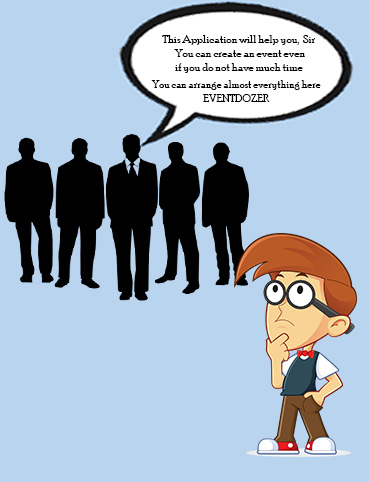 This Application will help you, Sir
You can create an event even
if you do not have much time
You can arrange almost everything here
EVENTDOZER